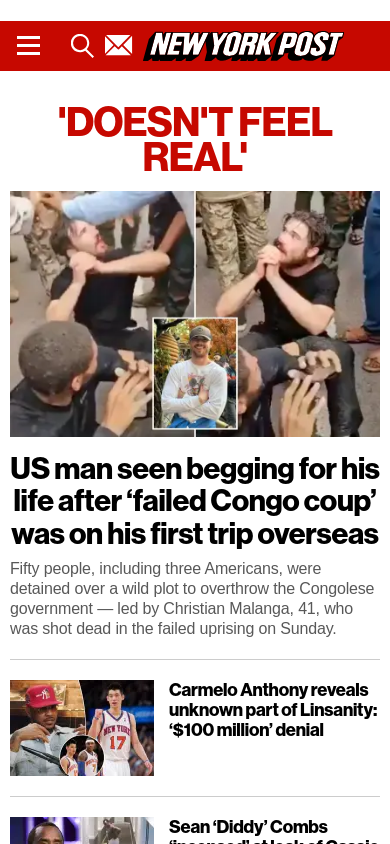 NEW YORK POST
'DOESN'T FEEL
REAL'
US man seen begging for his
life after ‘failed Congo coup’
was on his first trip overseas
Fifty people, including three Americans, were
detained over a wild plot to overthrow the Congolese
government — led by Christian Malanga, 41, who
was shot dead in the failed uprising on Sunday.
NEW YORK
17
Carmelo Anthony reveals
unknown part of Linsanity:
‘$100 million’ denial
Sean ‘Diddy’ Combs